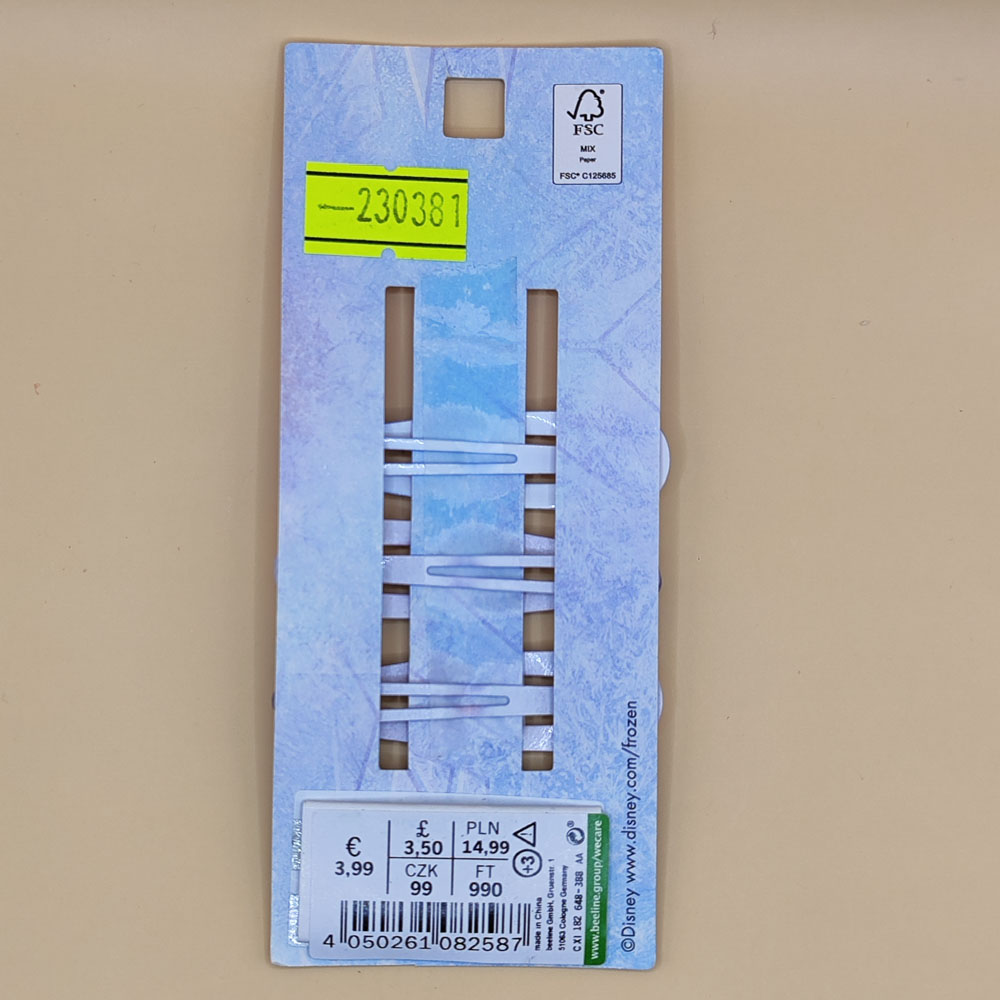 FSC®
MIX
Paper
FSC® C125685
230381
©Disney www.disney.com/frozen
€
3,99
£
3,50
PLN
14,99
CZK
99
FT
990
+3
4 050261 082587
made in China
beeline GmbH, Gruenstr. 1
51063 Cologne Germany
C XI 182 648-388 AA
www.beeline.group/wecare